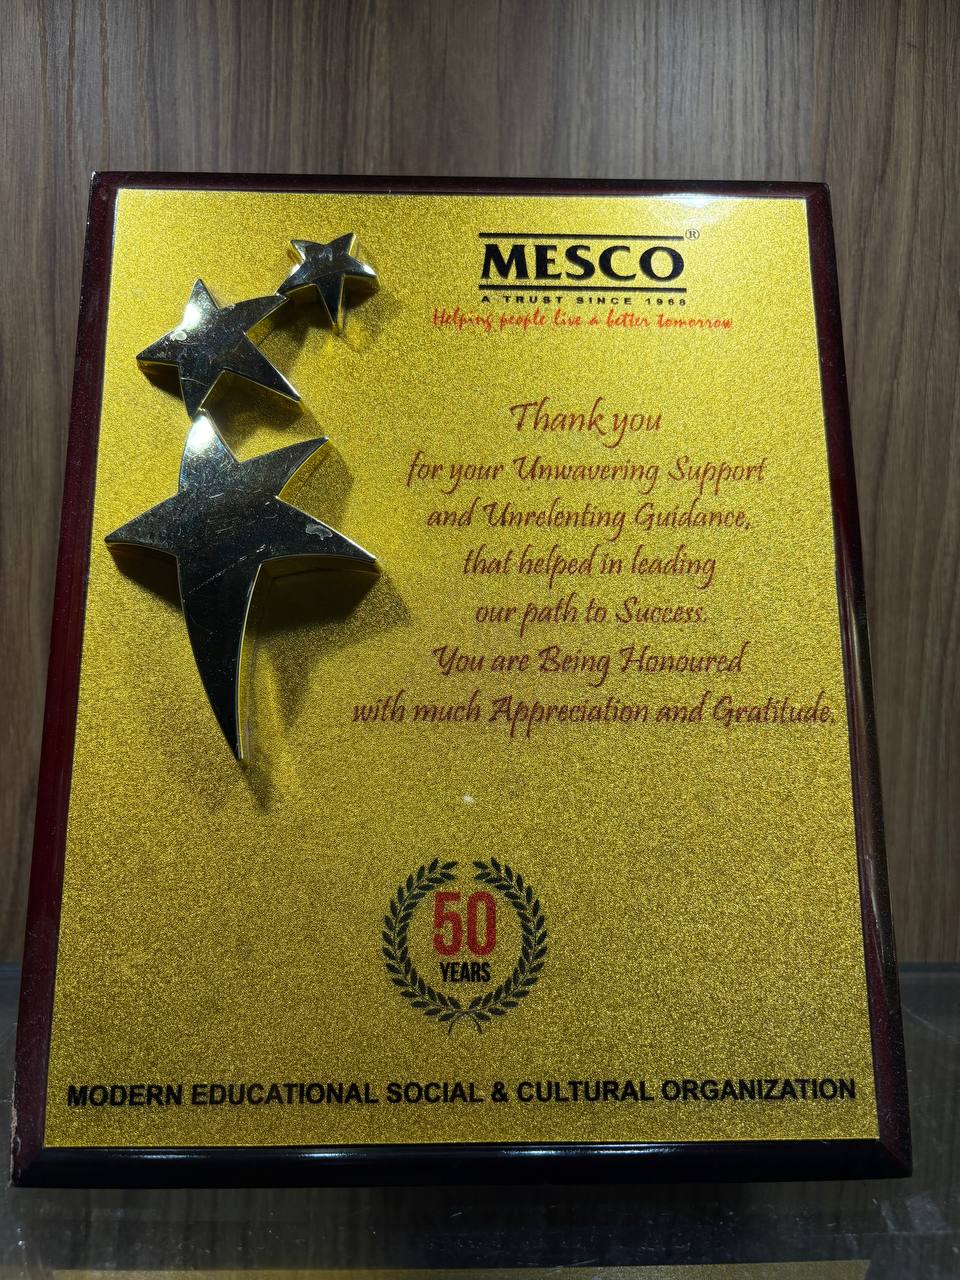 MESCO®
A TRUST SINCE 1968
Helping people live a better tomorrow
Thank you
for your Unwavering Support
and Unrelenting Guidance,
that helped in leading
our path to Success.
You are Being Honoured
with much Appreciation and Gratitude.
50
YEARS
MODERN EDUCATIONAL SOCIAL & CULTURAL ORGANIZATION